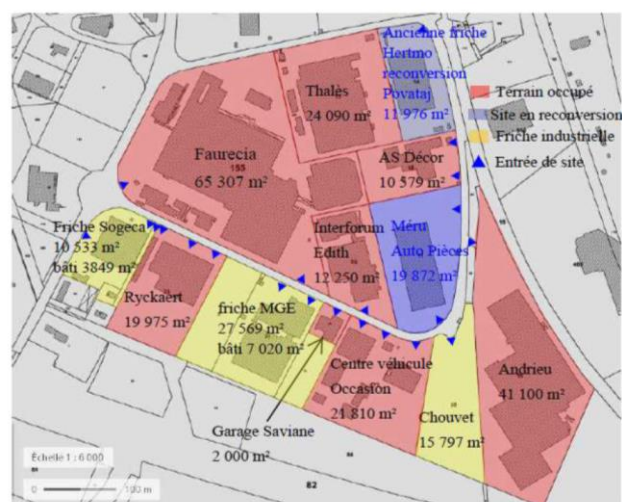 Ancienne friche
Hertmo
reconversion
Povataj
11 976 m²
Terrain occupé
Site en reconversion
Friche industrielle
Entrée de site
Thalès
24 090 m²
Faurecia
155
65 307 m²
AS Décor
10 579 m²
Friche Sogeca
10 533 m²
bâti 3849 m²
Interforum
Edith
12 250 m²
Méru
Auto Pièces
19 872 m²
Ryckaërt
19 975 m²
friche MGE
27 569 m²
bâti 7 020 m²
Centre véhicule
Occasion
21 810 m²
Andrieu
41 100 m²
Chouvet
15 797 m²
Garage Saviane
2 000 m²
Échelle 1 : 6 000
0 100 m
82